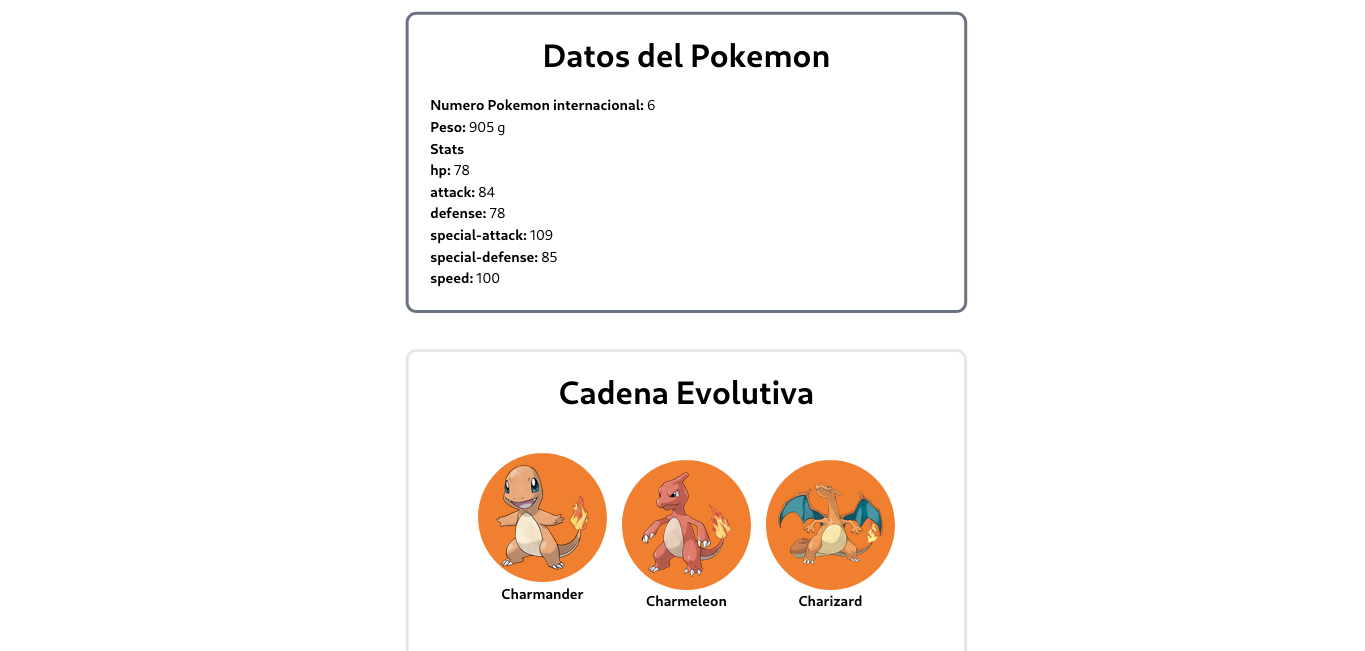 Datos del Pokemon
Numero Pokemon internacional: 6
Peso: 905 g
Stats
hp: 78
attack: 84
defense: 78
special-attack: 109
special-defense: 85
speed: 100
Cadena Evolutiva
Charmander
Charmeleon
Charizard